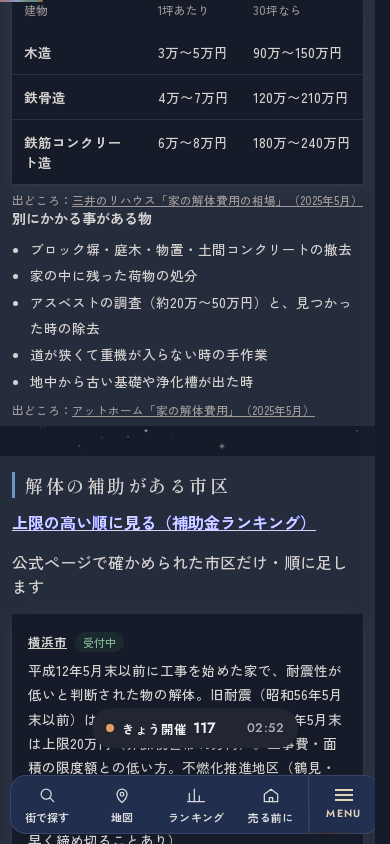 建物 1坪あたり 30坪なら
木造 3万〜5万円 90万〜150万円
鉄骨造 4万〜7万円 120万〜210万円
鉄筋コンクリー 6万〜8万円 180万〜240万円
ト造
出どころ：三井のリハウス「家の解体費用の相場」（2025年5月）
別にかかる事がある物
ブロック塀・庭木・物置・土間コンクリートの撤去
家の中に残った荷物の処分
アスベストの調査（約20万〜50万円）と、見つかっ
た時の除去
道が狭くて重機が入らない時の手作業
地中から古い基礎や浄化槽が出た時
出どころ：アットホーム「家の解体費用」（2025年5月）
解体の補助がある市区
上限の高い順に見る（補助金ランキング）
公式ページで確かめられた市区だけ・順に足し
ます
横浜市 受付中
平成12年5月末以前に工事を始めた家で、耐震性が
低いと判断された物の解体。旧耐震（昭和56年5月
末以前）は
年5月末
きょう開催 117 02:52
は上限20万円
積の限度額との低い方。不燃化推進地区（鶴見・
街で探す 地図 ランキング 売る前に MENU
早く締め切ることあり）